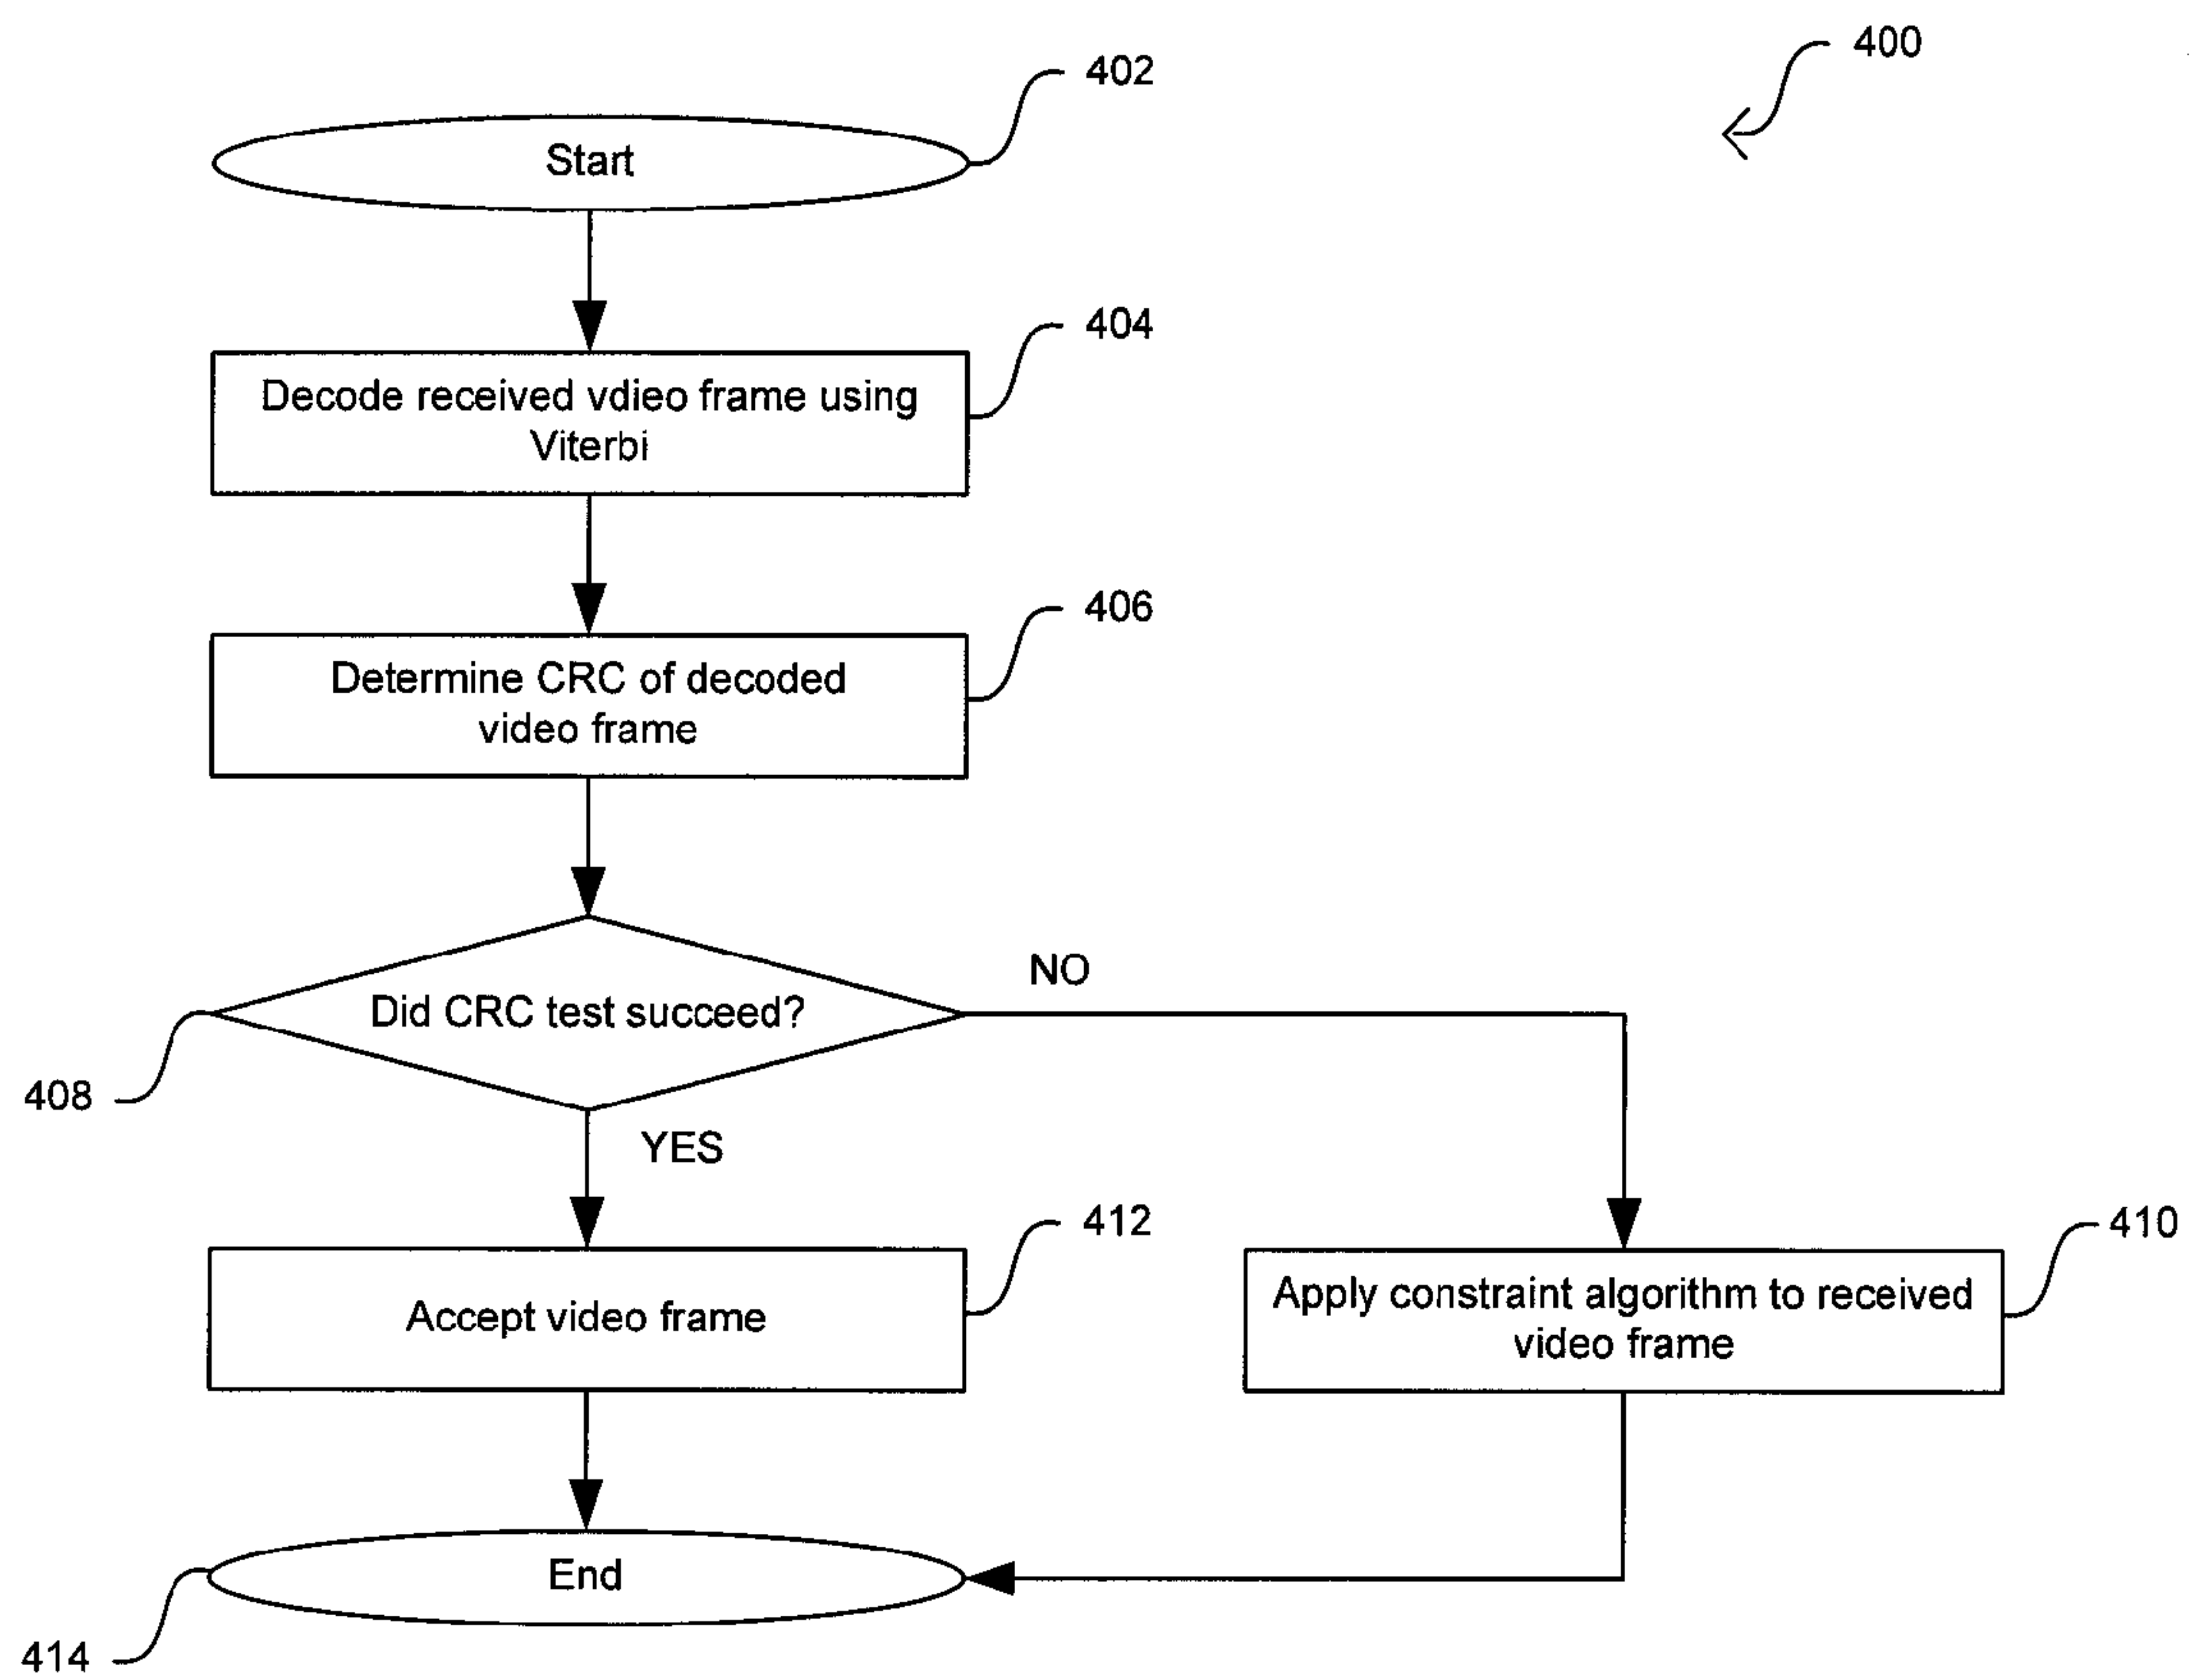 400
402
Start
404
Decode received vdieo frame using
Viterbi
406
Determine CRC of decoded
video frame
NO
Did CRC test succeed?
408
YES
412
410
Accept video frame
Apply constraint algorithm to received
video frame
End
414